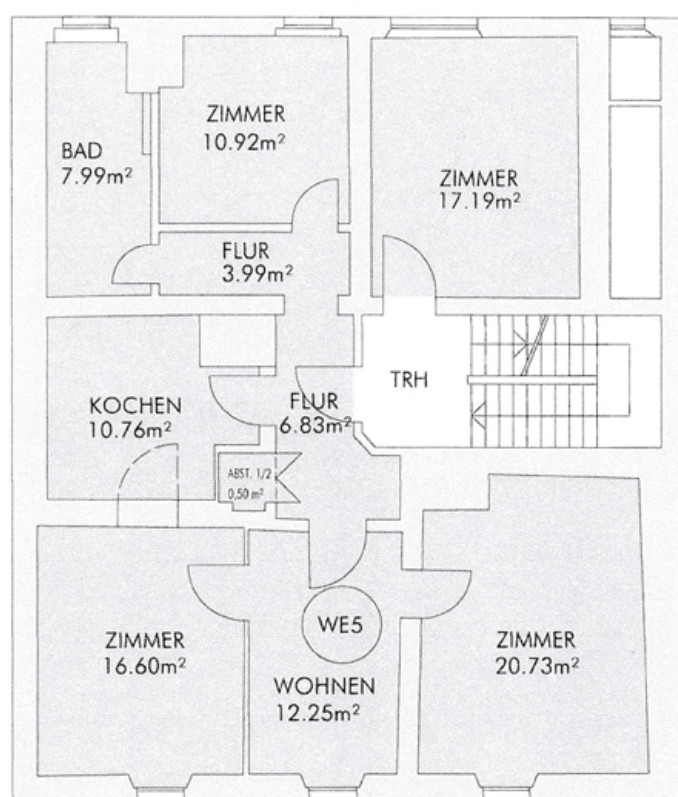 ZIMMER
10.92m²
BAD
7.99m²
ZIMMER
17.19m²
FLUR
3.99m²
TRH
KOCHEN
10.76m²
FLUR
6.83m²
ABST. 1/2
0,50 m²
WE5
ZIMMER
16.60m²
WOHNEN
12.25m²
ZIMMER
20.73m²